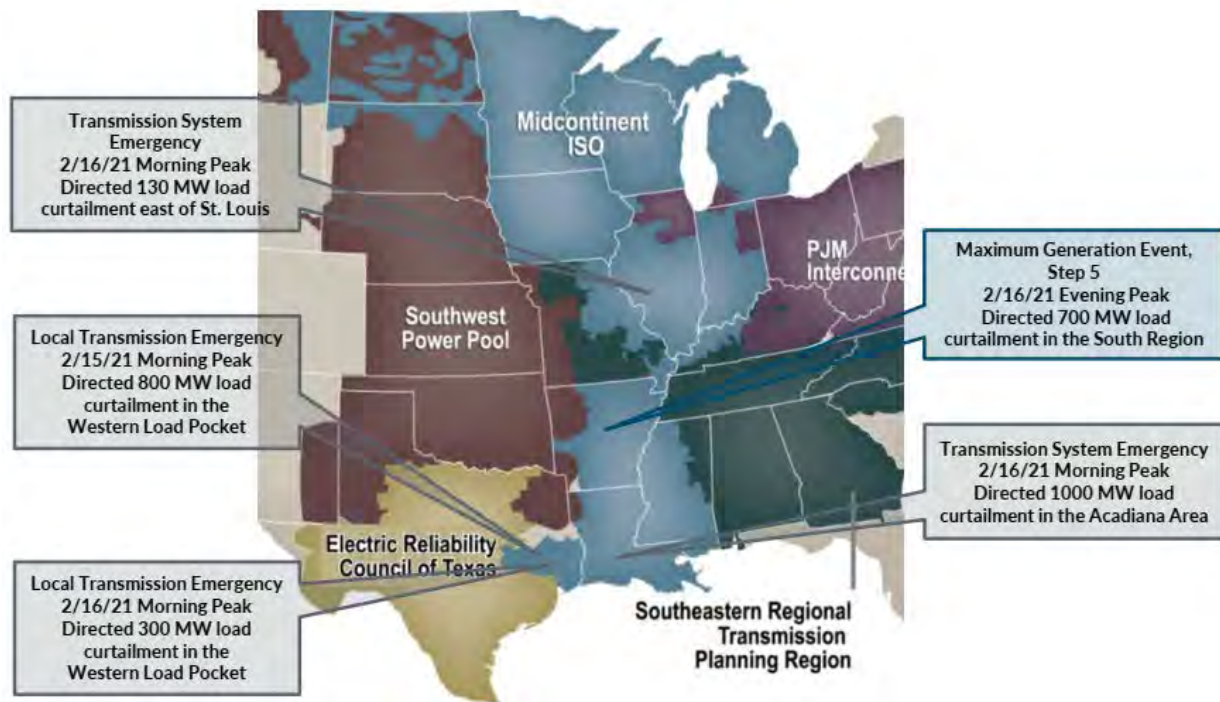 Transmission System
Emergency
2/16/21 Morning Peak
Directed 130 MW load
curtailment east of St. Louis
Local Transmission Emergency
2/15/21 Morning Peak
Directed 800 MW load
curtailment in the
Western Load Pocket
Local Transmission Emergency
2/16/21 Morning Peak
Directed 300 MW load
curtailment in the
Western Load Pocket
Midcontinent
ISO
Southwest
Power Pool
PJM
Interconne
Electric Reliability
Council of Texas
Southeastern Regional
Transmission
Planning Region
Maximum Generation Event,
Step 5
2/16/21 Evening Peak
Directed 700 MW load
curtailment in the South Region
Transmission System Emergency
2/16/21 Morning Peak
Directed 1000 MW load
curtailment in the Acadiana Area